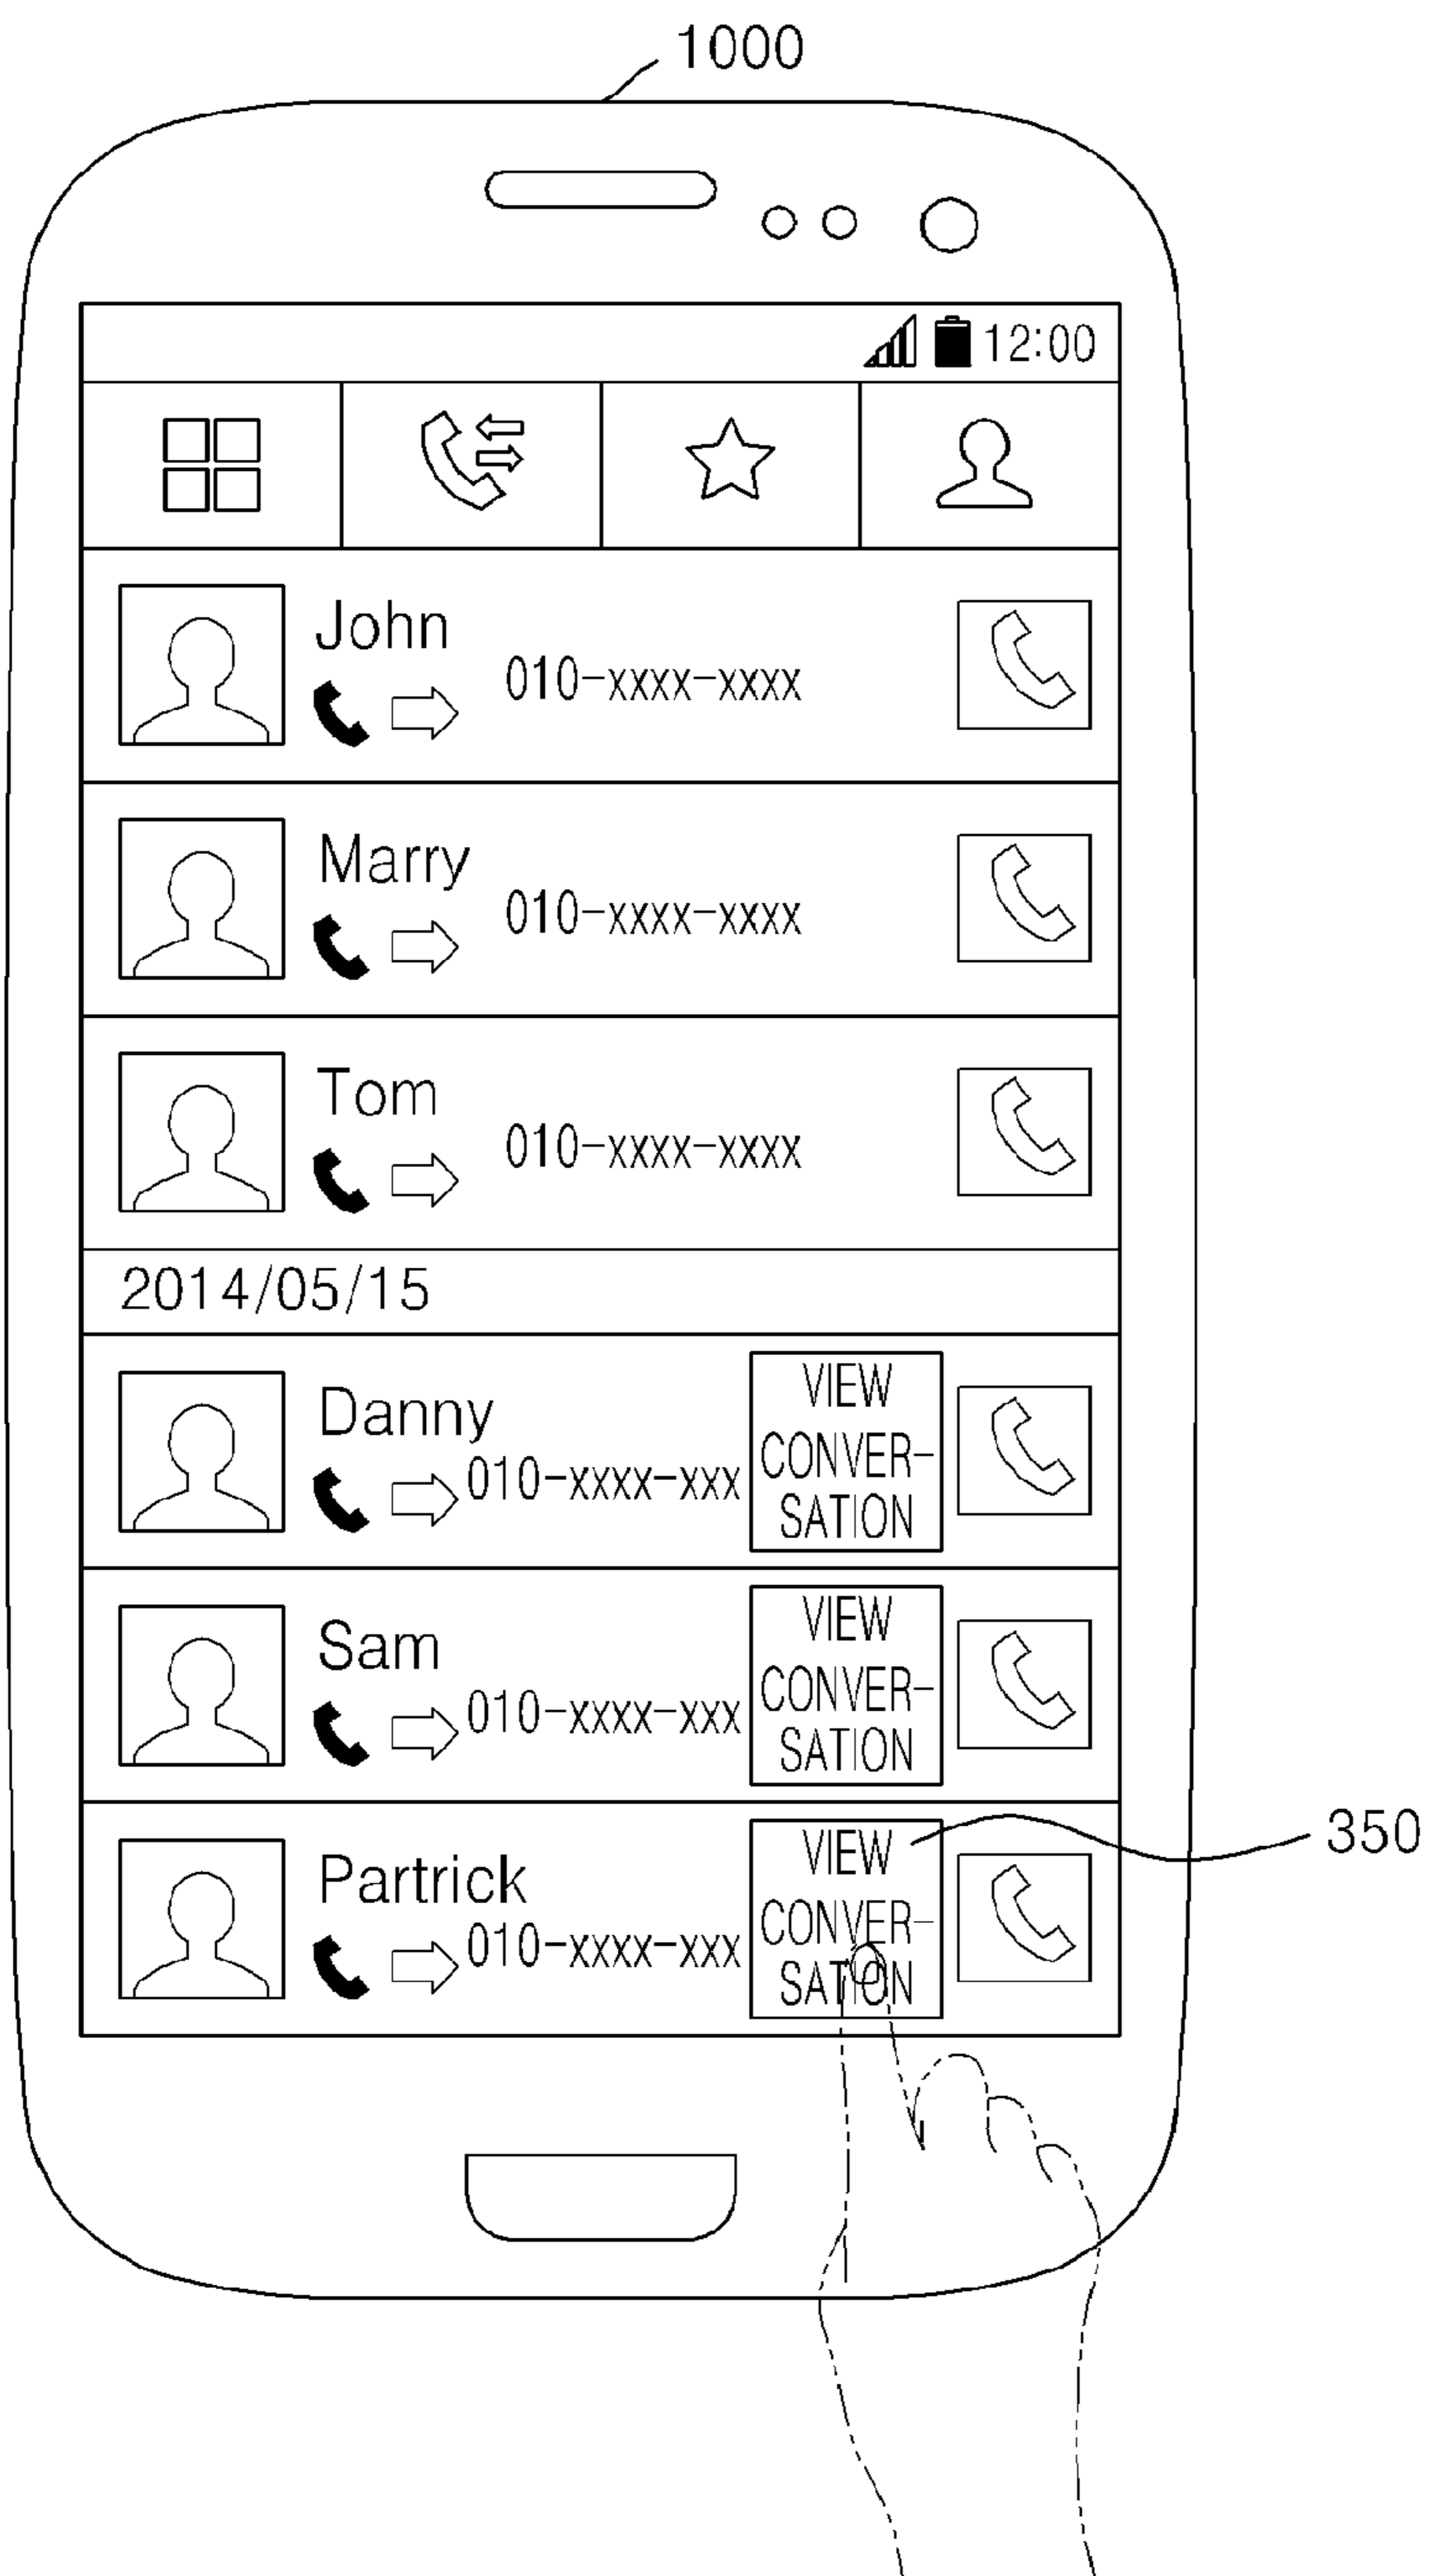 1000
12:00
John
010-xxxx-xxxx
Marry
010-xxxx-xxxx
Tom
010-xxxx-xxxx
2014/05/15
Danny
010-xxxx-xxx
VIEW
CONVER-
SATION
Sam
010-xxxx-xxx
VIEW
CONVER-
SATION
Partrick
010-xxxx-xxx
VIEW
CONVER-
SATION
350